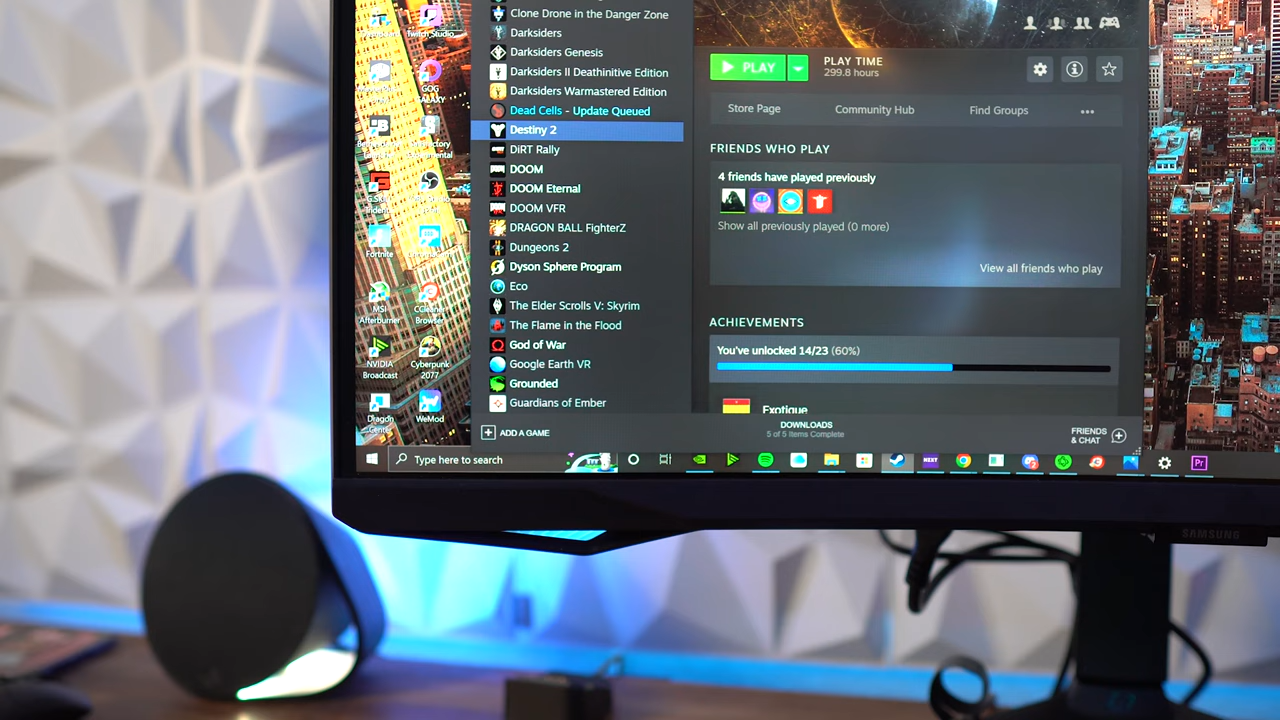 Twitch Studio
GOG
GALAXY
Fortnite
MSI
Afterburner
CCleaner
Browser
NVIDIA
Broadcast
Cyberpunk
2077
Dragon
Center
WeMod
Clone Drone in the Danger Zone
Darksiders
Darksiders Genesis
Darksiders II Deathinitive Edition
Darksiders Warmastered Edition
Dead Cells - Update Queued
Destiny 2
DiRT Rally
DOOM
DOOM Eternal
DOOM VFR
DRAGON BALL FighterZ
Dungeons 2
Dyson Sphere Program
Eco
The Elder Scrolls V: Skyrim
The Flame in the Flood
God of War
Google Earth VR
Grounded
Guardians of Ember
ADD A GAME
PLAY
PLAY TIME
299.8 hours
Store Page
Community Hub
Find Groups
FRIENDS WHO PLAY
4 friends have played previously
Show all previously played (0 more)
View all friends who play
ACHIEVEMENTS
You've unlocked 14/23 (60%)
Exotique
DOWNLOADS
5 of 5 Items Complete
FRIENDS
& CHAT
Type here to search
NEXT
Pr
SAMSUNG